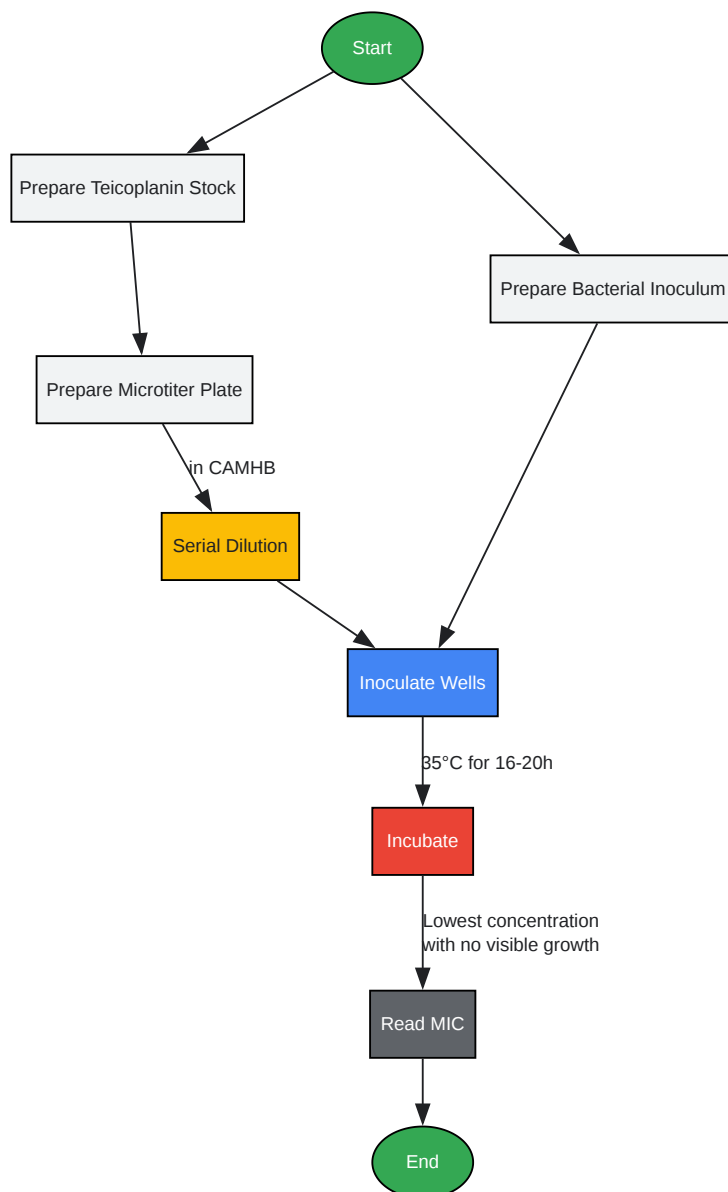 Start
Prepare Teicoplanin Stock
Prepare Bacterial Inoculum
Prepare Microtiter Plate
in CAMHB
Serial Dilution
Inoculate Wells
35°C for 16-20h
Incubate
Lowest concentration
with no visible growth
Read MIC
End